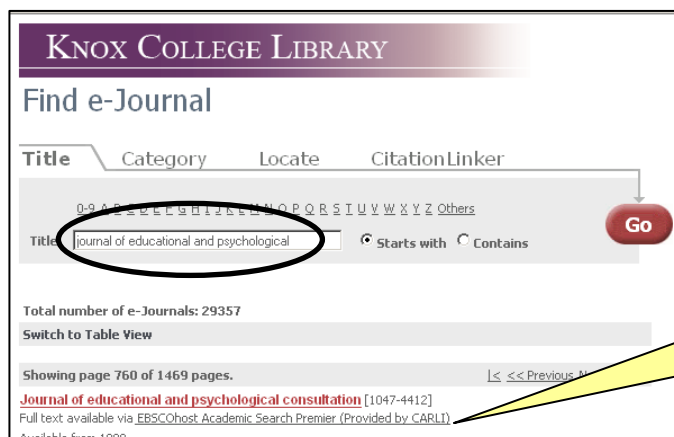 KNOX COLLEGE LIBRARY
Find e-Journal
Title Category Locate CitationLinker
0-9 A B C D E F G H I J K L M N O P Q R S T U V W X Y Z Others
Title journal of educational and psychological Starts with Contains Go
Total number of e-Journals: 29357
Switch to Table View
Showing page 760 of 1469 pages. |< << Previous
Journal of educational and psychological consultation [1047-4412]
Full text available via EBSCOhost Academic Search Premier (Provided by CARLI)
Available from